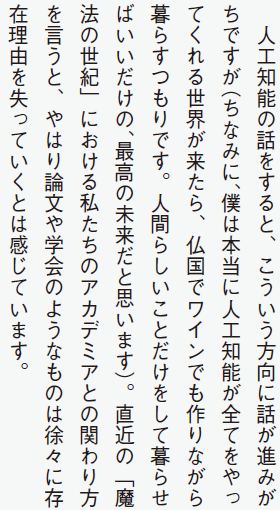 人工知能の話をすると、こういう方向に話が進みが
ちですが（ちなみに、僕は本当に人工知能が全てをやっ
てくれる世界が来たら、仏国でワインでも作りながら
暮らすつもりです。人間らしいことだけをして暮らせ
ばいいだけの、最高の未来だと思います）。直近の「魔
法の世紀」における私たちのアカデミアとの関わり方
を言うと、やはり論文や学会のようなものは徐々に存
在理由を失っていくとは感じています。